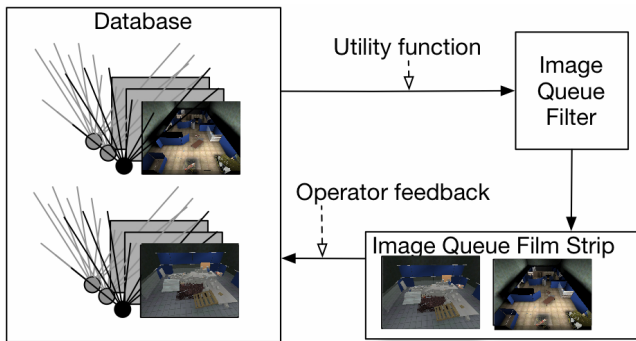 Database
Utility function
Image
Queue
Filter
Operator feedback
Image Queue Film Strip